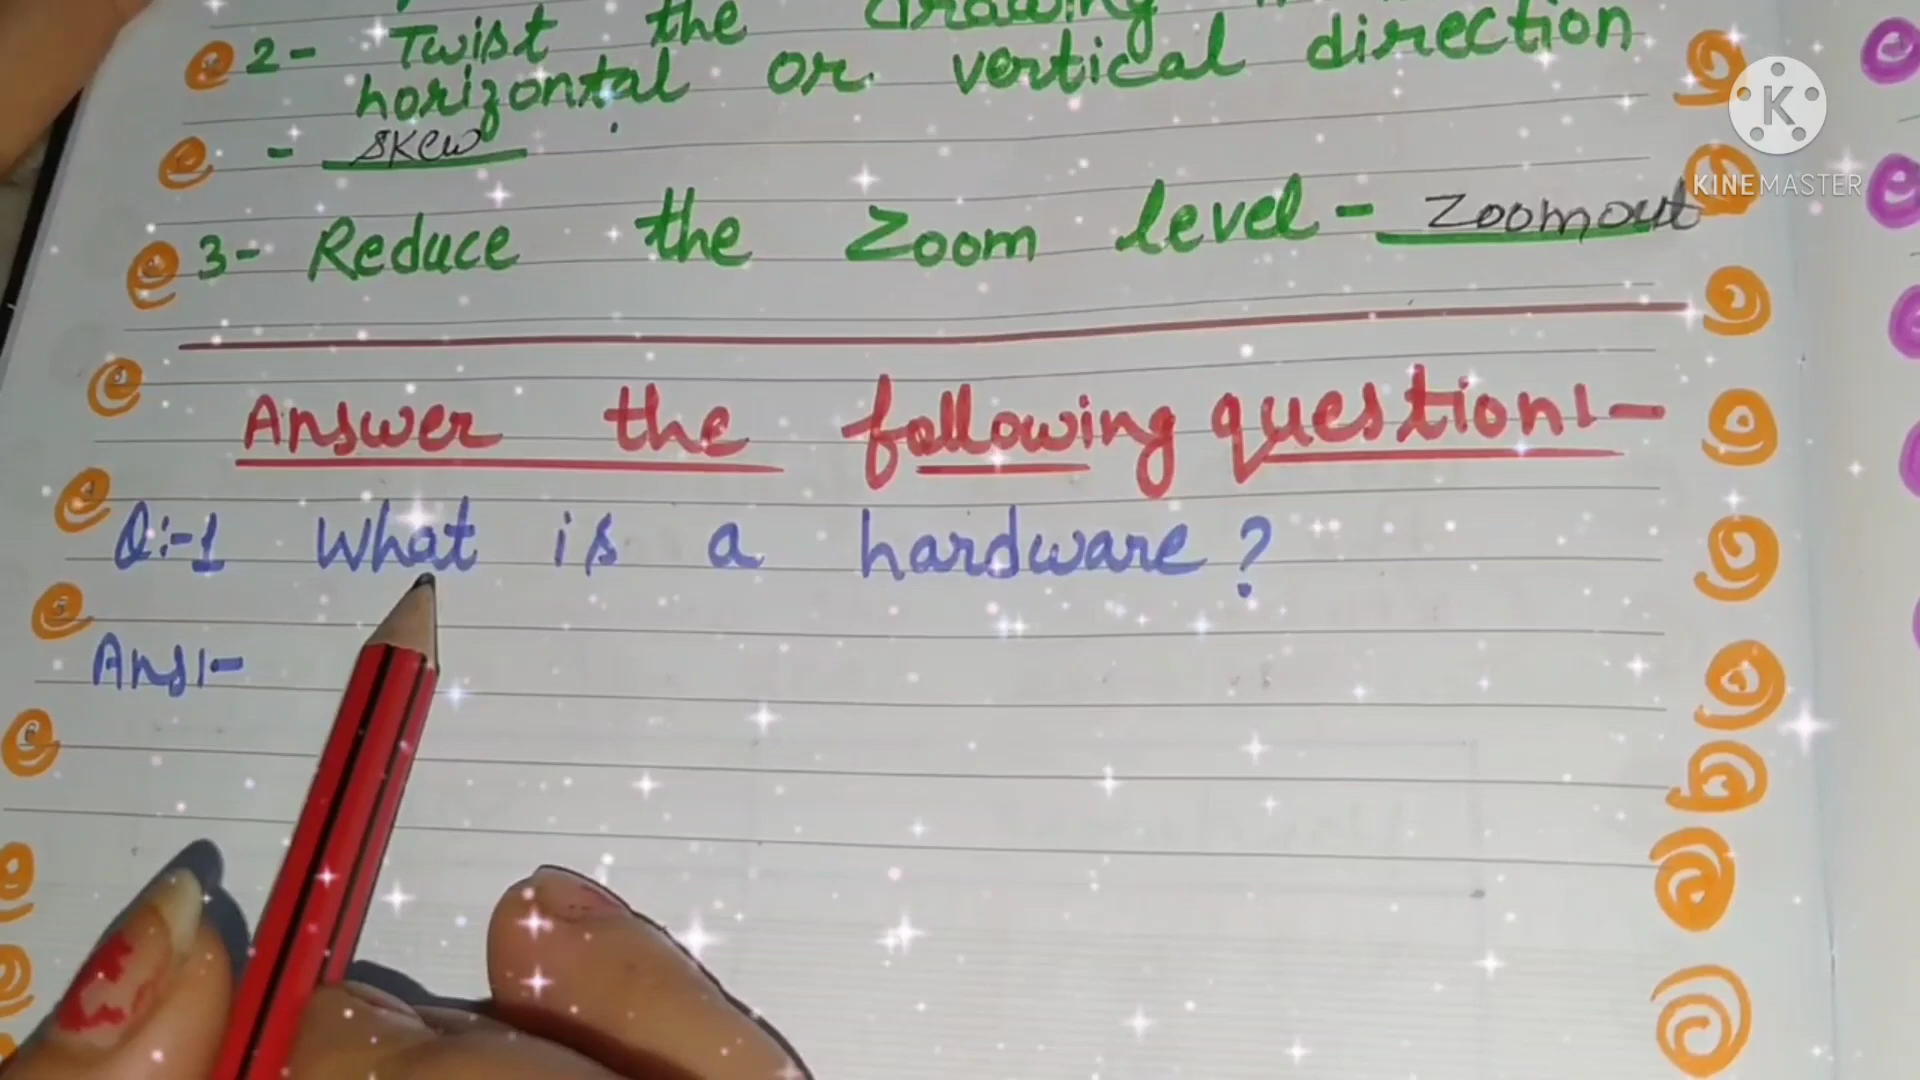 2- Twist the drawing
horizontal or vertical direction
- skew
3- Reduce the Zoom level- Zoomout
Answer the following question:-
Q:-1 What is a hardware?
Ans:-
K
KINEMASTER